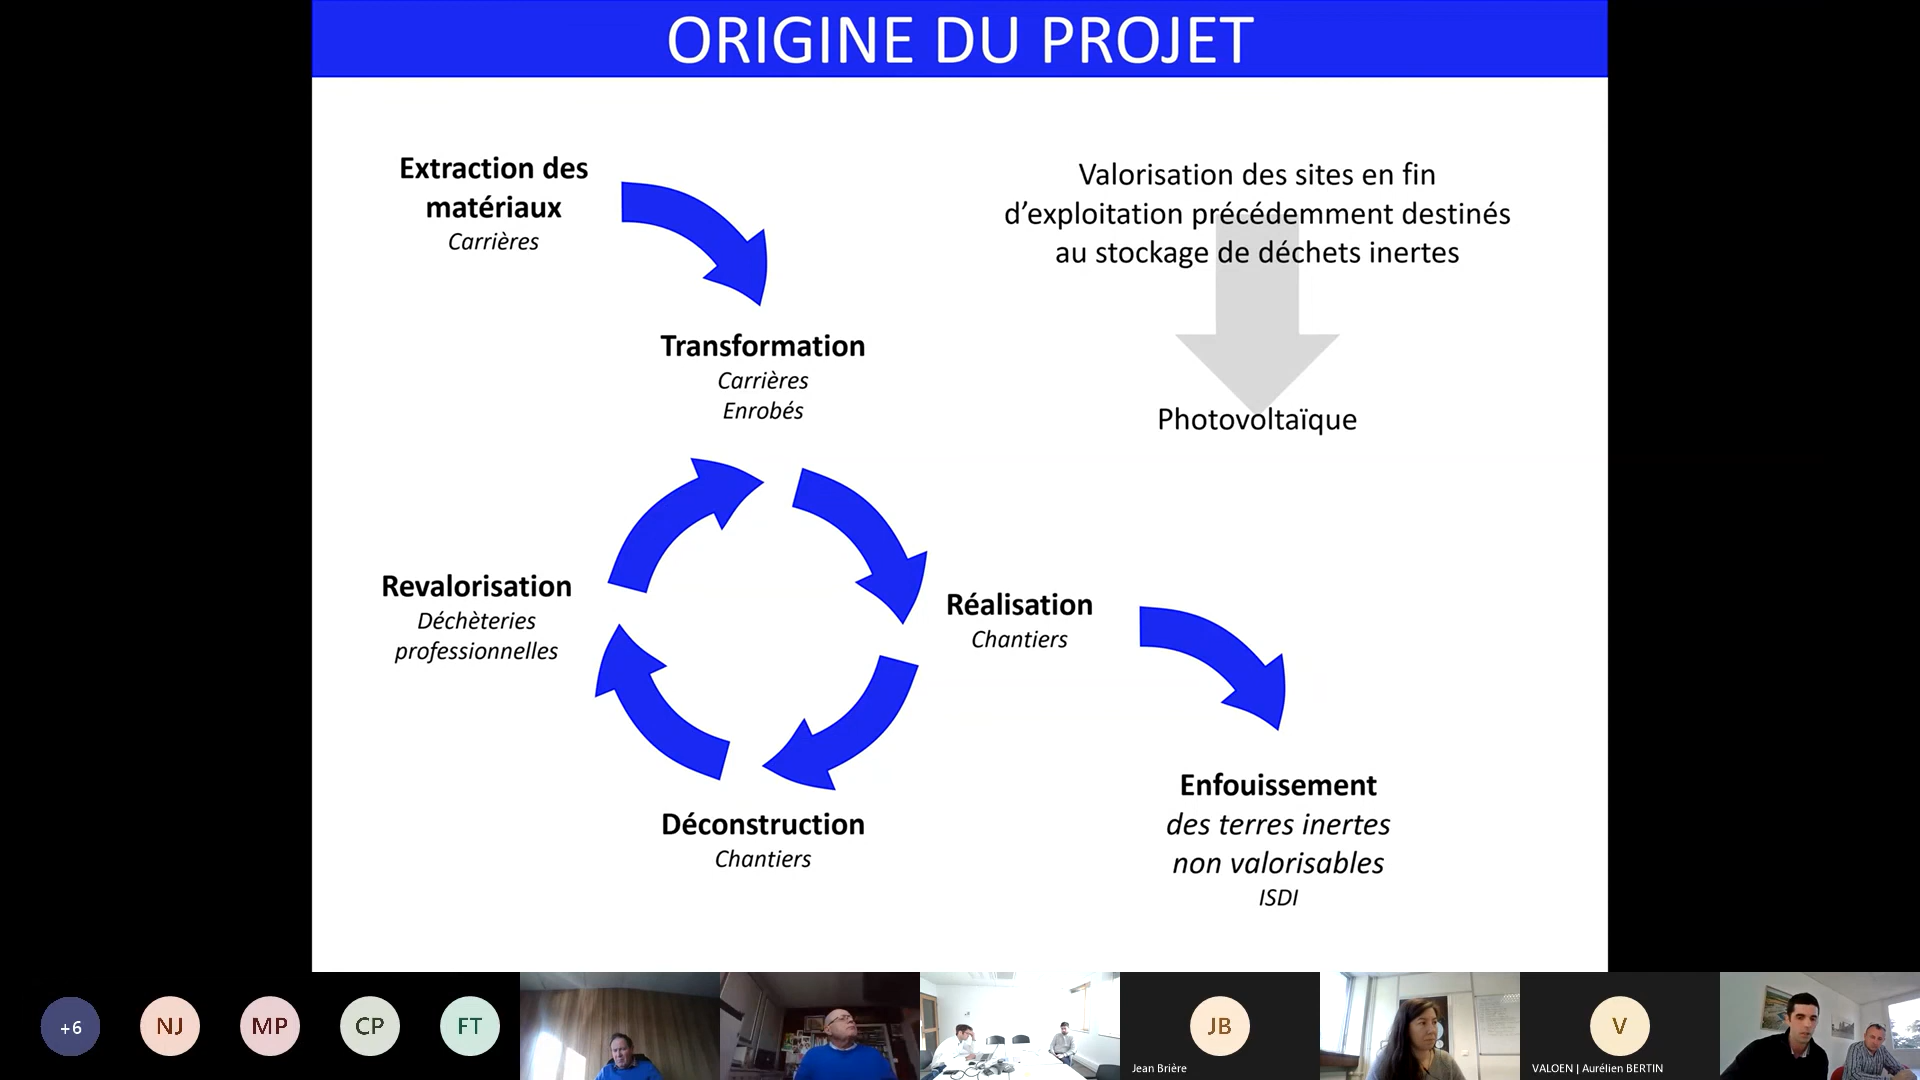 ORIGINE DU PROJET
Extraction des
matériaux
Carrières
Valorisation des sites en fin
d’exploitation précédemment destinés
au stockage de déchets inertes
Photovoltaïque
Transformation
Carrières
Enrobés
Revalorisation
Déchèteries
professionnelles
Réalisation
Chantiers
Déconstruction
Chantiers
Enfouissement
des terres inertes
non valorisables
ISDI
+6
NJ
MP
CP
FT
JB
Jean Brière
V
VALOEN | Aurélien BERTIN